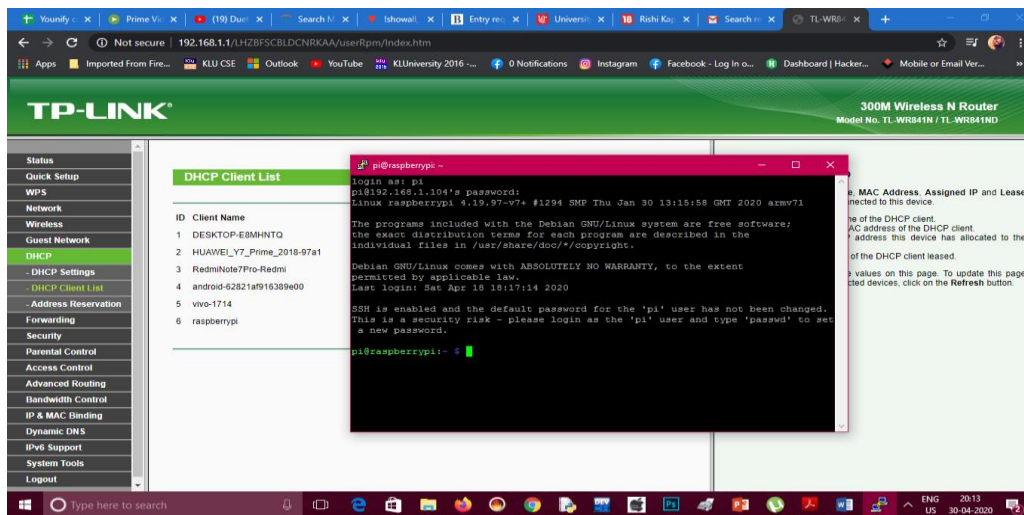 Younify c
Prime Vi
(19) Duet
Search M
! showall,
Entry req
Universit
Rishi Kap
Search re
TL-WR84
Not secure | 192.168.1.1/LHZBFSCBLDCNRKAA/userRpm/Index.htm
Apps
Imported From Fire...
KLU CSE
Outlook
YouTube
KLUniversity 2016 -...
0 Notifications
Instagram
Facebook - Log In o...
Dashboard | Hacker...
Mobile or Email Ver...
TP-LINK®
300M Wireless N Router
Model No. TL-WR841N / TL-WR841ND
Status
Quick Setup
WPS
Network
Wireless
Guest Network
DHCP
- DHCP Settings
- DHCP Client List
- Address Reservation
Forwarding
Security
Parental Control
Access Control
Advanced Routing
Bandwidth Control
IP & MAC Binding
Dynamic DNS
IPv6 Support
System Tools
Logout
DHCP Client List
ID Client Name
1 DESKTOP-E8MHNTQ
2 HUAWEI_Y7_Prime_2018-97a1
3 RedmiNote7Pro-Redmi
4 android-62821af916389e00
5 vivo-1714
6 raspberrypi
pi@raspberrypi: ~
login as: pi
pi@192.168.1.104's password:
Linux raspberrypi 4.19.97-v7+ #1294 SMP Thu Jan 30 13:15:58 GMT 2020 armv7l
The programs included with the Debian GNU/Linux system are free software;
the exact distribution terms for each program are described in the
individual files in /usr/share/doc/*/copyright.
Debian GNU/Linux comes with ABSOLUTELY NO WARRANTY, to the extent
permitted by applicable law.
Last login: Sat Apr 18 18:17:14 2020
SSH is enabled and the default password for the 'pi' user has not been changed.
This is a security risk - please login as the 'pi' user and type 'passwd' to set
a new password.
pi@raspberrypi:~ $
, MAC Address, Assigned IP and Lease
nected to this device.
me of the DHCP client.
AC address of the DHCP client.
address this device has allocated to the
of the DHCP client leased.
values on this page. To update this page
cted devices, click on the Refresh button.
Type here to search
ENG
US
20:13
30-04-2020